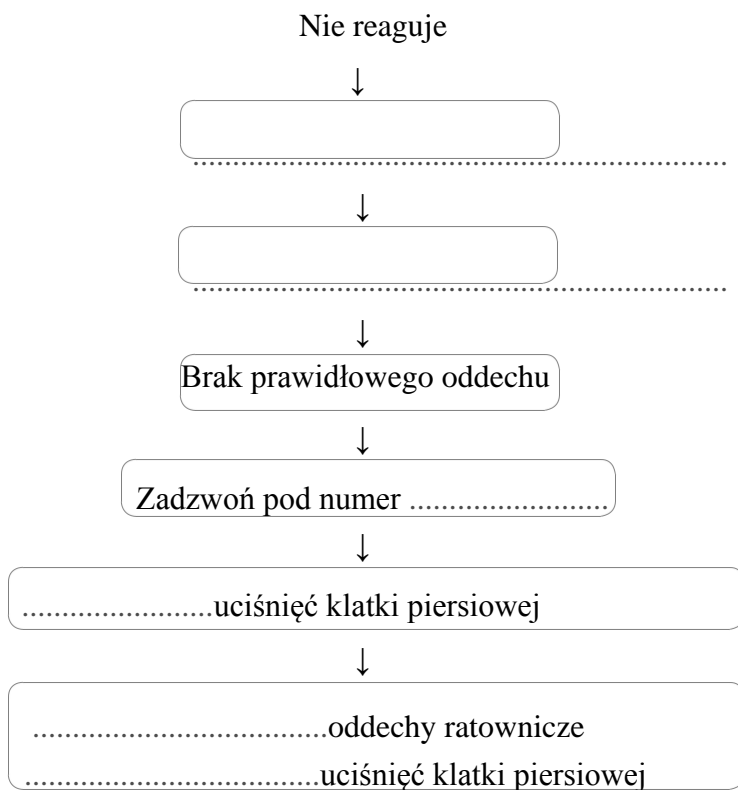 Nie reaguje
↓
....................................................................
↓
....................................................................
↓
Brak prawidłowego oddechu
↓
Zadzwoń pod numer .........................
↓
........................uciśnięć klatki piersiowej
↓
.....................................oddechy ratownicze
.....................................uciśnięć klatki piersiowej